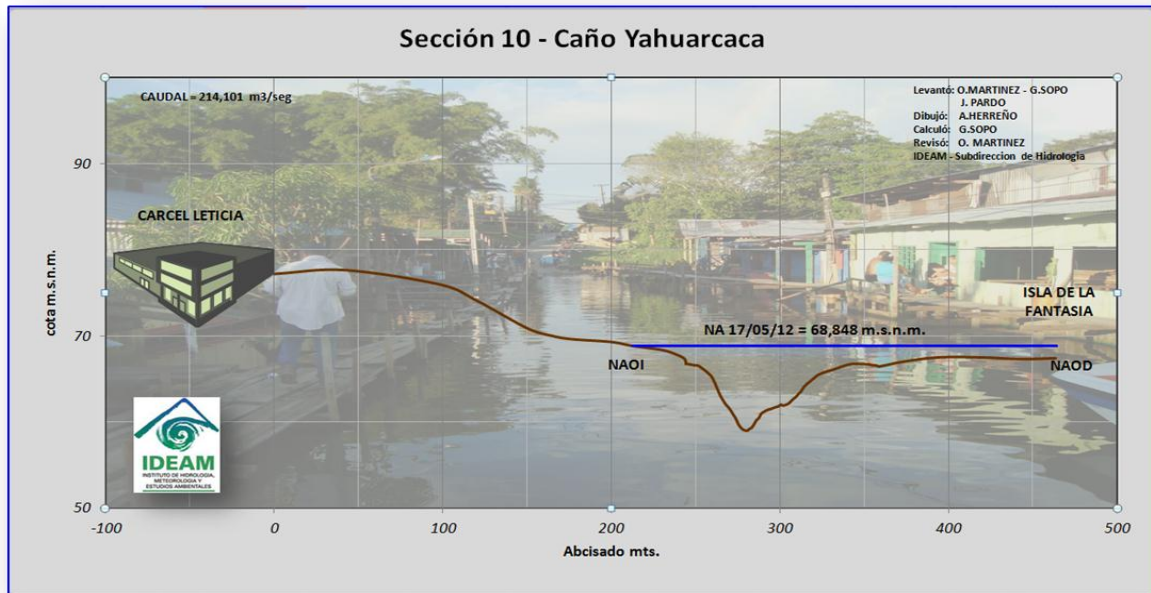 Sección 10 - Caño Yahuarcaca
CAUDAL = 214,101 m3/seg
Levantó: O.MARTINEZ - G.SOPO
J. PARDO
Dibujó: A.HERREÑO
Calculó: G.SOPO
Revisó: O. MARTINEZ
IDEAM - Subdireccion de Hidrologia
90
CARCEL LETICIA
cota m.s.n.m.
ISLA DE LA
FANTASIA
NA 17/05/12 = 68,848 m.s.n.m.
70
NAOI
NAOD
IDEAM
INSTITUTO DE HIDROLOGIA,
METEOROLOGIA Y
ESTUDIOS AMBIENTALES
50
-100 0 100 200 300 400 500
Abcisado mts.